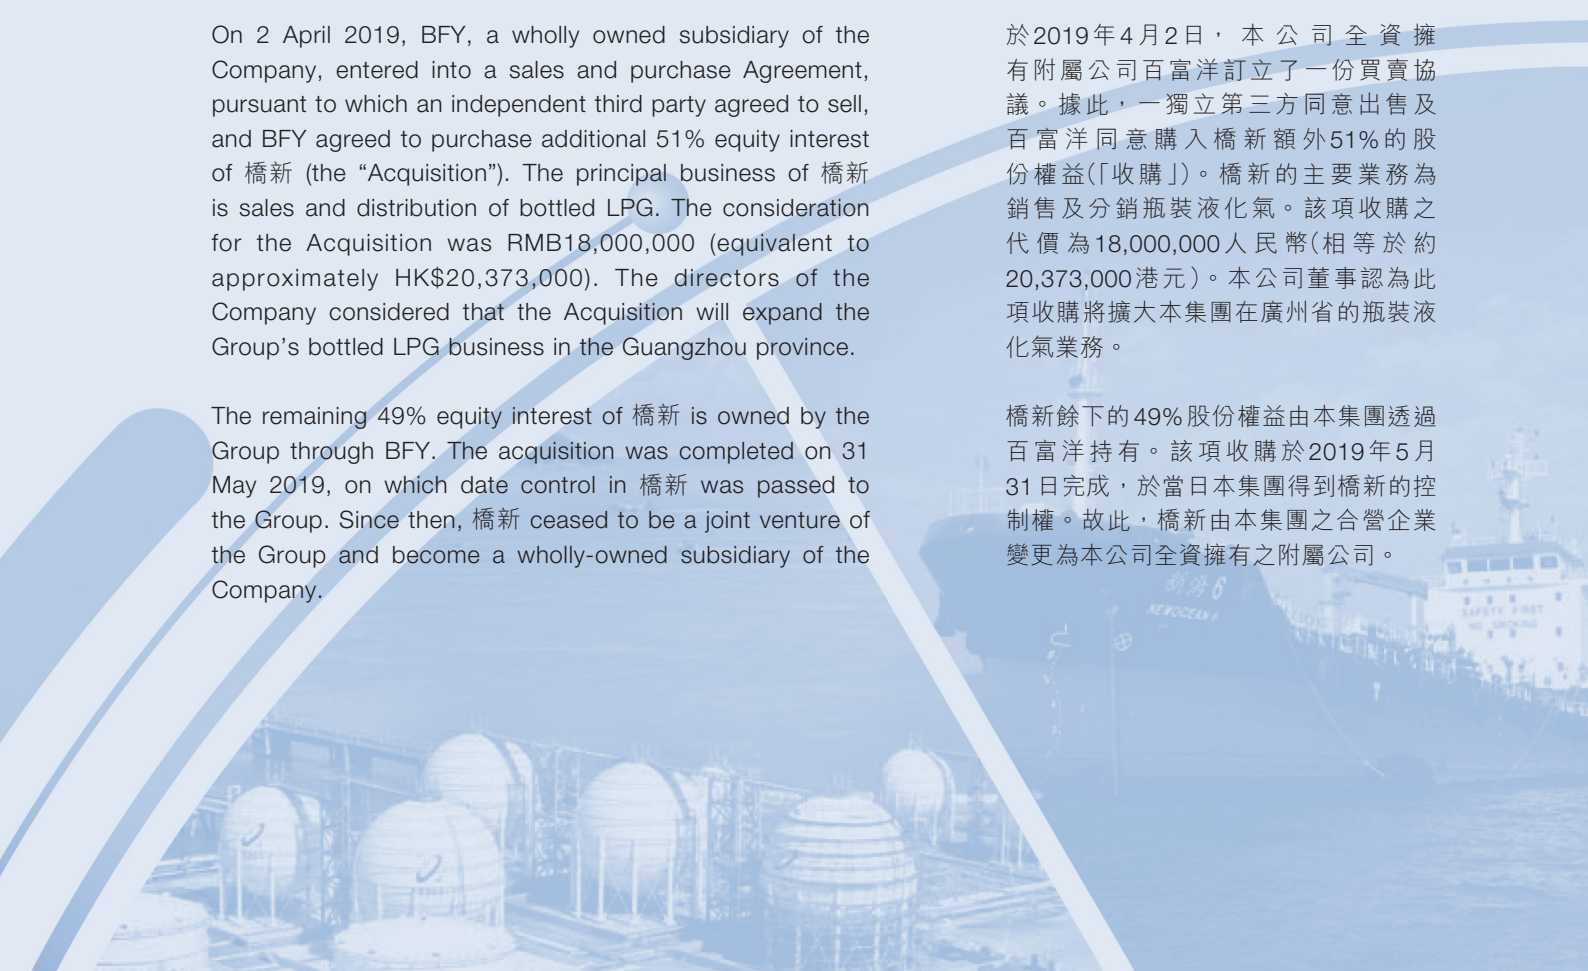 On 2 April 2019, BFY, a wholly owned subsidiary of the
Company, entered into a sales and purchase Agreement,
pursuant to which an independent third party agreed to sell,
and BFY agreed to purchase additional 51% equity interest
of 橋新 (the “Acquisition”). The principal business of 橋新
is sales and distribution of bottled LPG. The consideration
for the Acquisition was RMB18,000,000 (equivalent to
approximately HK$20,373,000). The directors of the
Company considered that the Acquisition will expand the
Group’s bottled LPG business in the Guangzhou province.
The remaining 49% equity interest of 橋新 is owned by the
Group through BFY. The acquisition was completed on 31
May 2019, on which date control in 橋新 was passed to
the Group. Since then, 橋新 ceased to be a joint venture of
the Group and become a wholly-owned subsidiary of the
Company.
於2019年4月2日，本公司全資擁
有附屬公司百富洋訂立了一份買賣協
議。據此，一獨立第三方同意出售及
百富洋同意購入橋新額外51%的股
份權益(「收購」)。橋新的主要業務為
銷售及分銷瓶裝液化氣。該項收購之
代價為18,000,000人民幣(相等於約
20,373,000港元)。本公司董事認為此
項收購將擴大本集團在廣州省的瓶裝液
化氣業務。
橋新餘下的49%股份權益由本集團透過
百富洋持有。該項收購於2019年5月
31日完成，於當日本集團得到橋新的控
制權。故此，橋新由本集團之合營企業
變更為本公司全資擁有之附屬公司。
新濟 6
NEWOCEAN 6
SAFETY FIRST
NO SMOKING